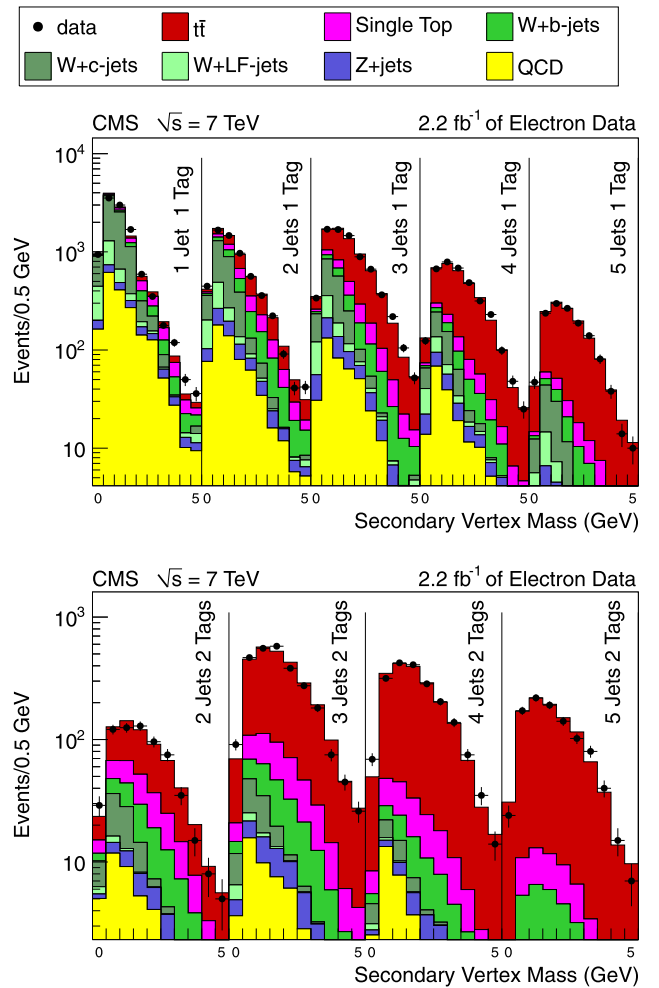 data tt̄ Single Top W+b-jets
W+c-jets W+LF-jets Z+jets QCD
CMS √s = 7 TeV 2.2 fb⁻¹ of Electron Data
10⁴
10³
10²
10
Events/0.5 GeV
1 Jet 1 Tag
2 Jets 1 Tag
3 Jets 1 Tag
4 Jets 1 Tag
5 Jets 1 Tag
0 5 0 5 0 5 0 5 0 5
Secondary Vertex Mass (GeV)
CMS √s = 7 TeV 2.2 fb⁻¹ of Electron Data
10³
10²
10
Events/0.5 GeV
2 Jets 2 Tags
3 Jets 2 Tags
4 Jets 2 Tags
5 Jets 2 Tags
0 5 0 5 0 5 0 5
Secondary Vertex Mass (GeV)